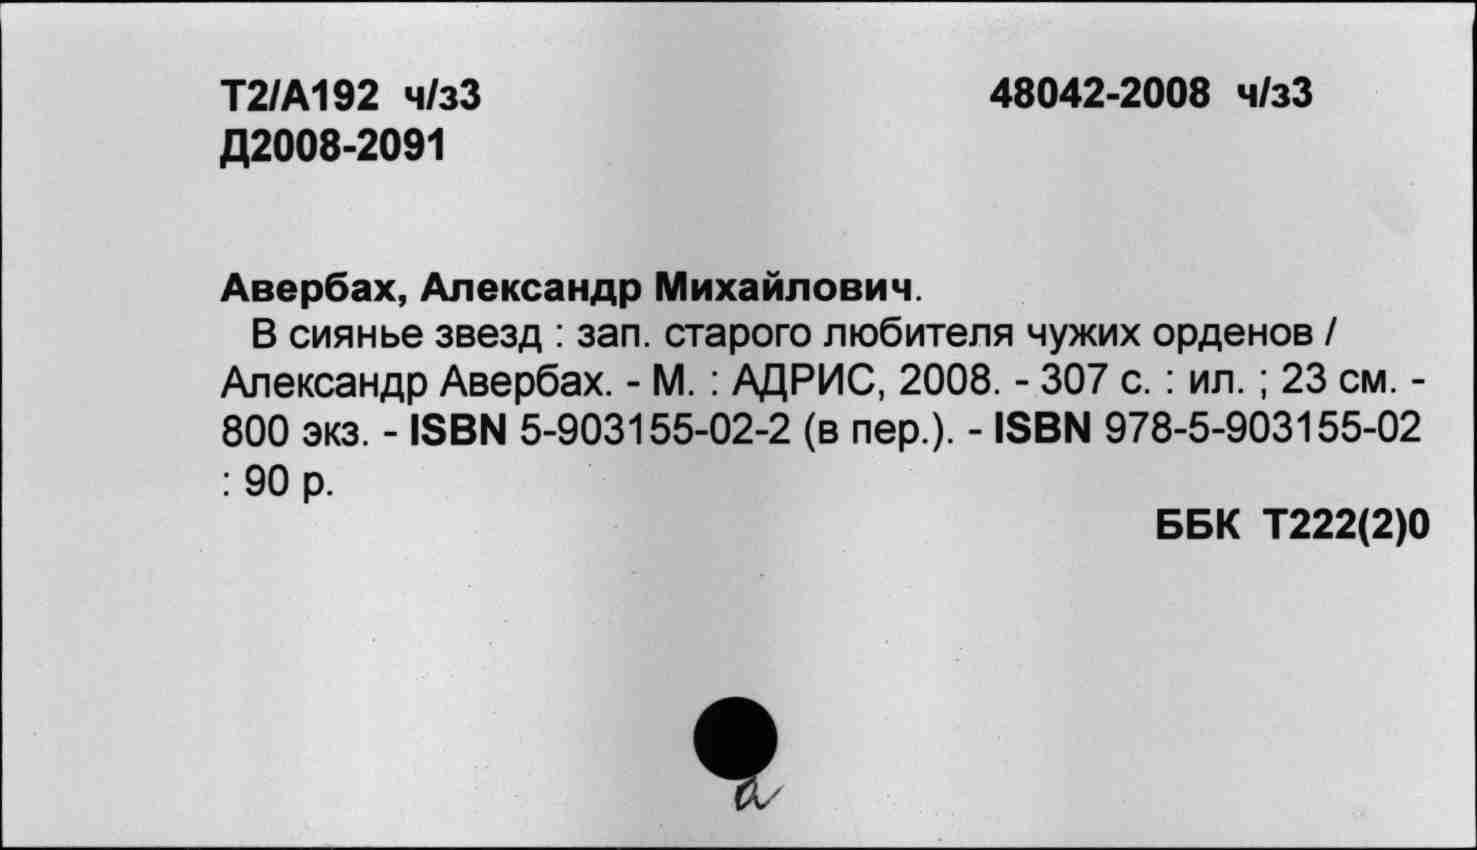 Т2/А192 ч/з3 48042-2008 ч/з3
Д2008-2091
Авербах, Александр Михайлович.
В сиянье звезд : зап. старого любителя чужих орденов /
Александр Авербах. - М. : АДРИС, 2008. - 307 с. : ил. ; 23 см. -
800 экз. - ISBN 5-903155-02-2 (в пер.). - ISBN 978-5-903155-02
: 90 р.
ББК Т222(2)0
а